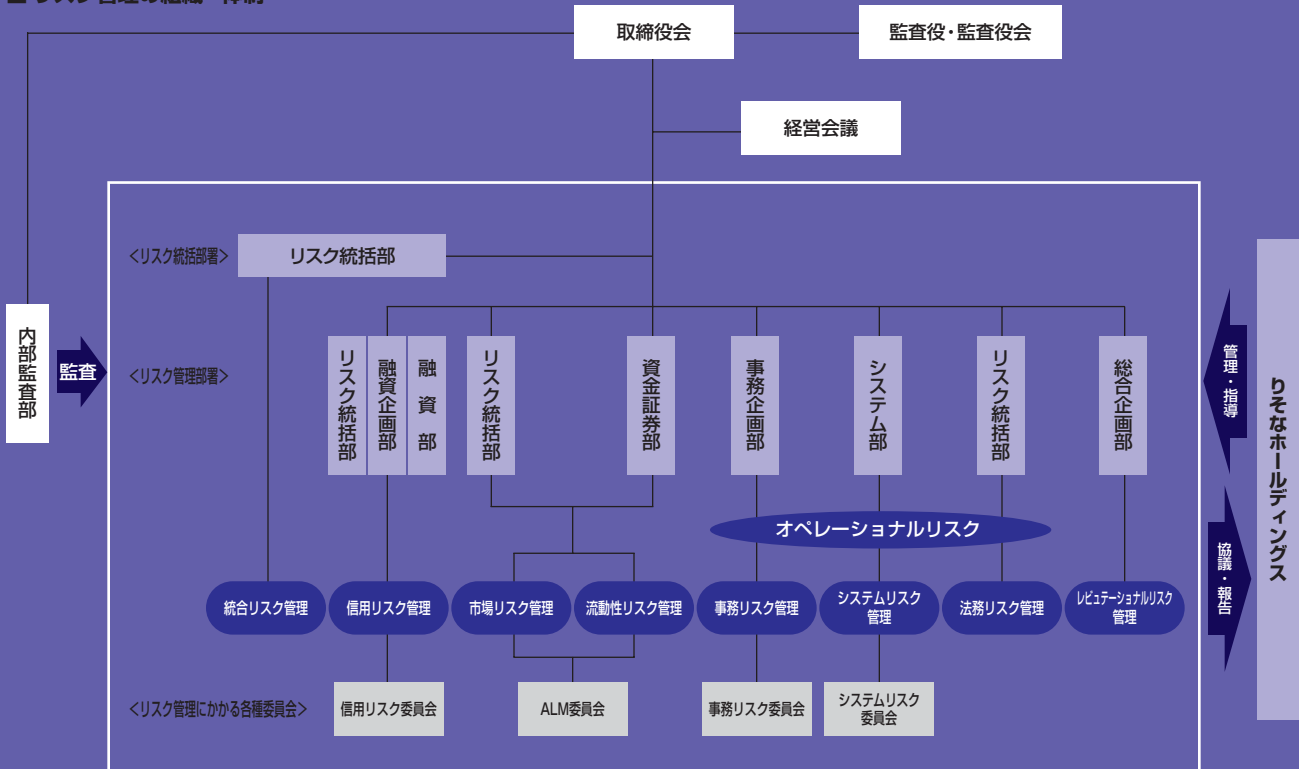 取締役会
監査役・監査役会
経営会議
<リスク統括部署>
リスク統括部
内部監査部
監査
<リスク管理部署>
リスク統括部
融資企画部
融資部
リスク統括部
資金証券部
事務企画部
システム部
リスク統括部
総合企画部
管理・指導
りそなホールディングス
協議・報告
オペレーショナルリスク
統合リスク管理
信用リスク管理
市場リスク管理
流動性リスク管理
事務リスク管理
システムリスク
管理
法務リスク管理
レピュテーショナルリスク
管理
<リスク管理にかかる各種委員会>
信用リスク委員会
ALM委員会
事務リスク委員会
システムリスク
委員会